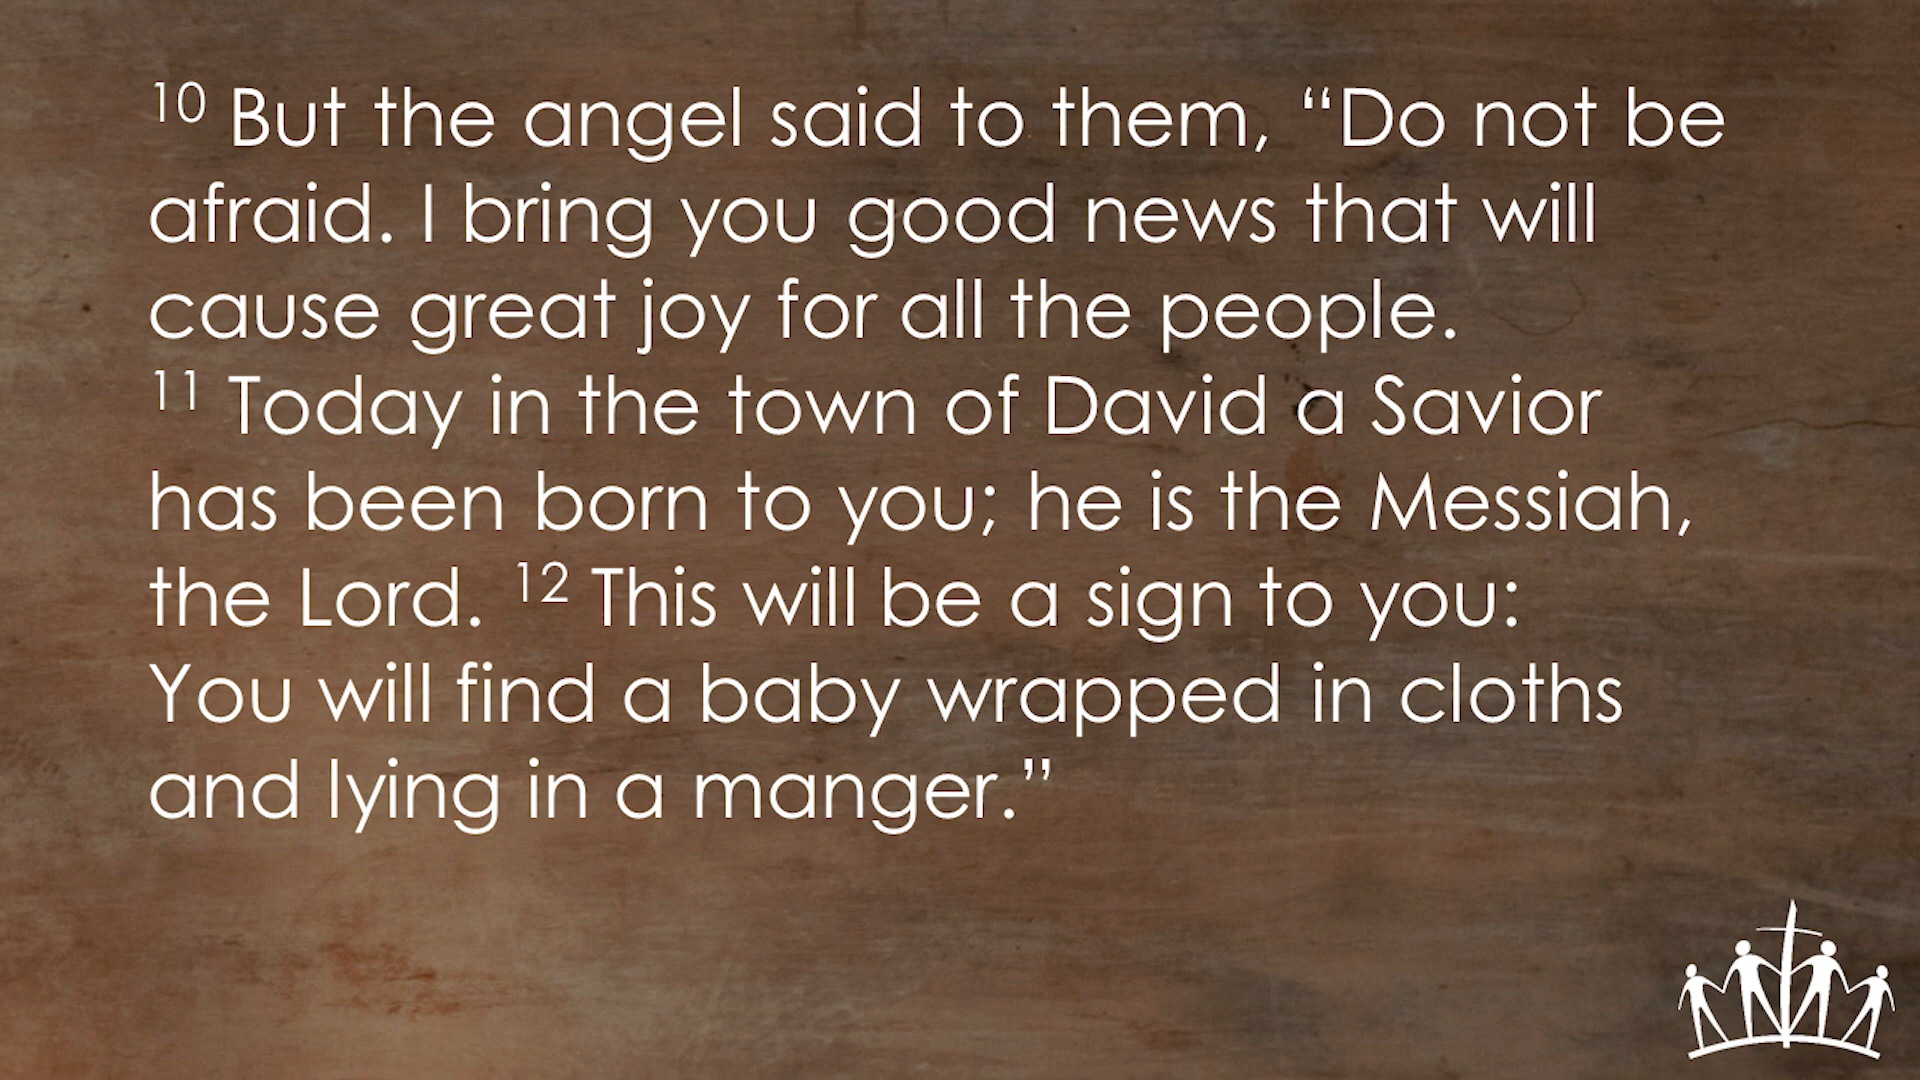 10 But the angel said to them, “Do not be
afraid. I bring you good news that will
cause great joy for all the people.
11 Today in the town of David a Savior
has been born to you; he is the Messiah,
the Lord. 12 This will be a sign to you:
You will find a baby wrapped in cloths
and lying in a manger.”